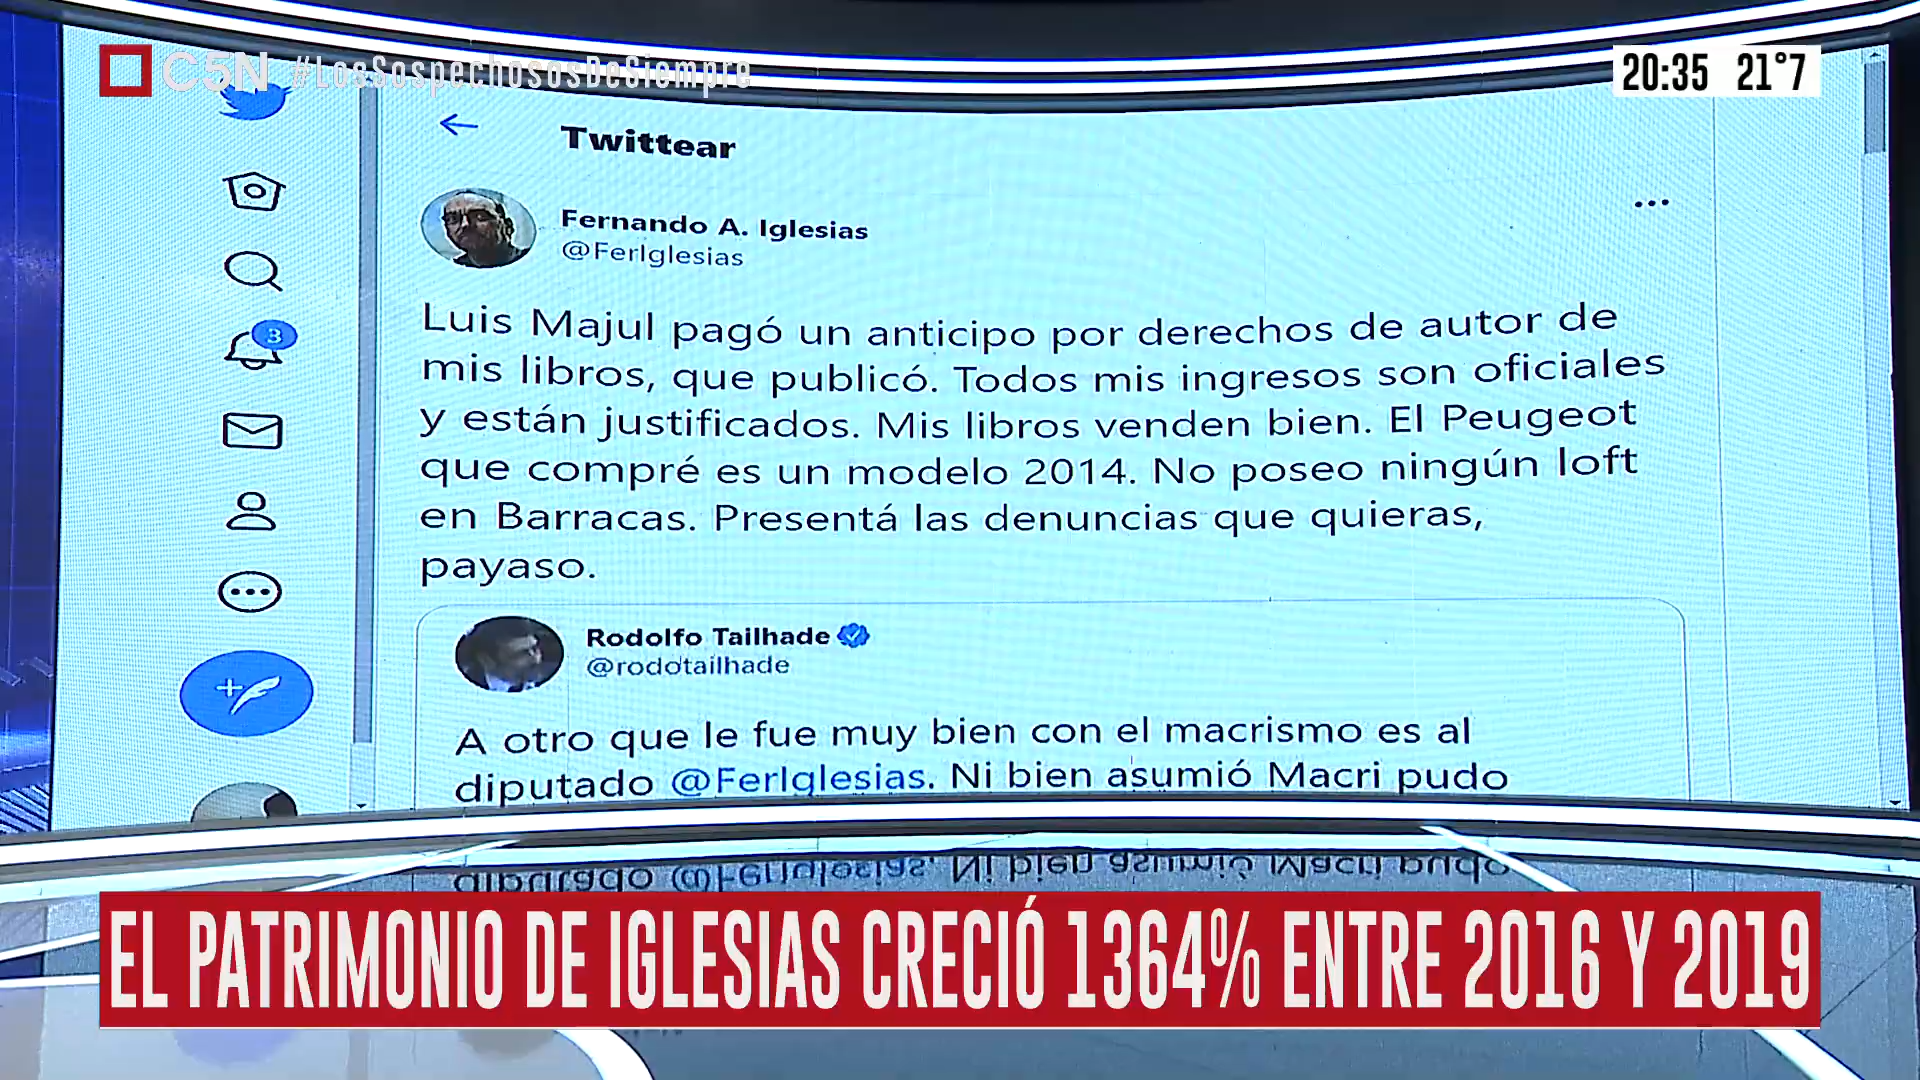 C5N #LosSospechososDeSiempre
20:35 21°7
Twittear
Fernando A. Iglesias
@FerIglesias
3
Luis Majul pagó un anticipo por derechos de autor de
mis libros, que publicó. Todos mis ingresos son oficiales
y están justificados. Mis libros venden bien. El Peugeot
que compré es un modelo 2014. No poseo ningún loft
en Barracas. Presentá las denuncias que quieras,
payaso.
Rodolfo Tailhade
@rodotailhade
A otro que le fue muy bien con el macrismo es al
diputado @FerIglesias. Ni bien asumió Macri pudo
EL PATRIMONIO DE IGLESIAS CRECIÓ 1364% ENTRE 2016 Y 2019